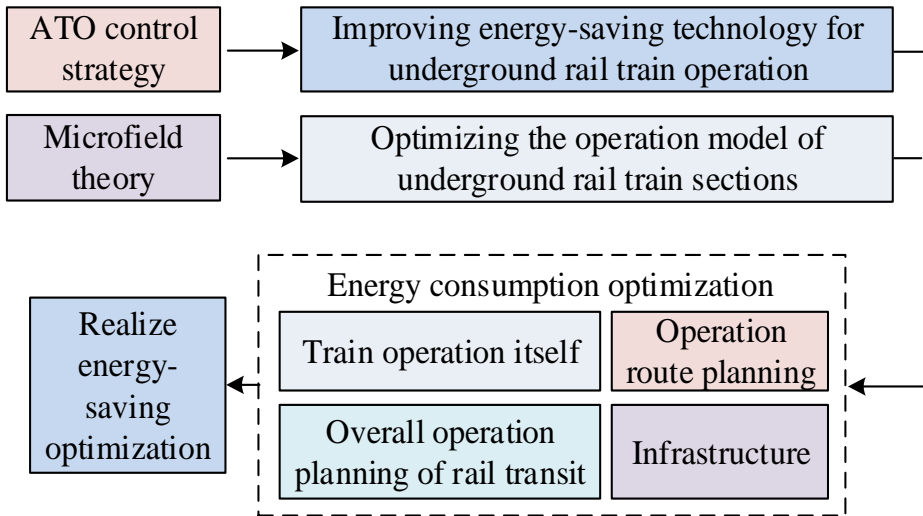 ATO control
strategy
Improving energy-saving technology for
underground rail train operation
Microfield
theory
Optimizing the operation model of
underground rail train sections
Energy consumption optimization
Train operation itself
Operation
route planning
Overall operation
planning of rail transit
Infrastructure
Realize
energy-
saving
optimization